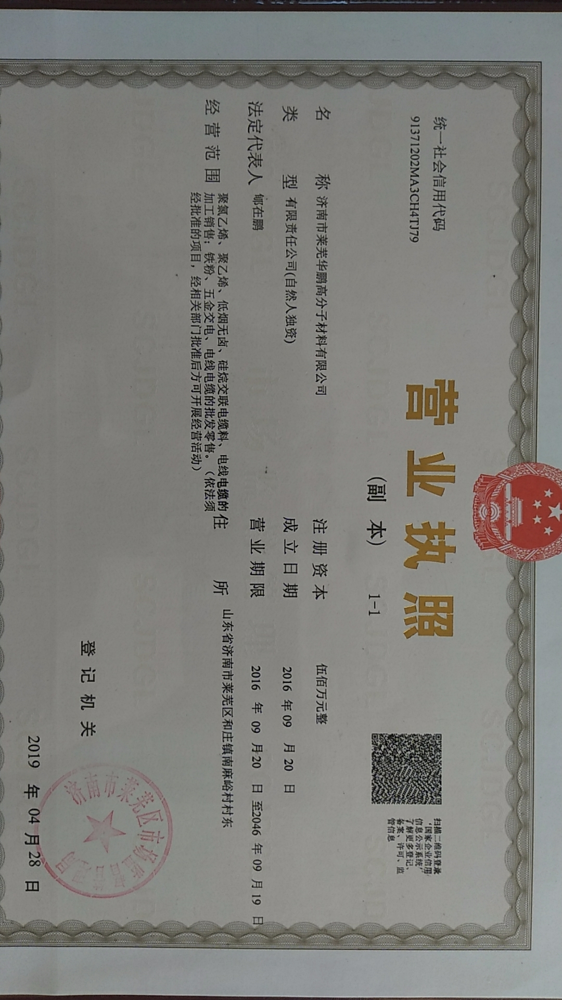 统一社会信用代码
91371202MA3CH4TJ79
营业执照
(副 本) 1-1
扫描二维码登录
‘国家企业信用
信息公示系统’
了解更多登记、
备案、许可、监
管信息
名 称 济南市莱芜华鹏高分子材料有限公司
类 型 有限责任公司(自然人独资)
法定代表人 郇在鹏
经营范围 聚氯乙烯、聚乙烯、低烟无卤、硅烷交联电缆料、电线电缆的
加工销售；铁粉、五金交电、电线电缆的批发零售。（依法须
经批准的项目，经相关部门批准后方可开展经营活动）
注册资本 伍佰万元整
成立日期 2016 年 09 月 20 日
营业期限 2016 年 09 月 20 日 至2046 年 09 月 19 日
住 所 山东省济南市莱芜区和庄镇南麻峪村村东
登记机关
济南市莱芜区市场监督管理局
2019 年 04 月 28 日